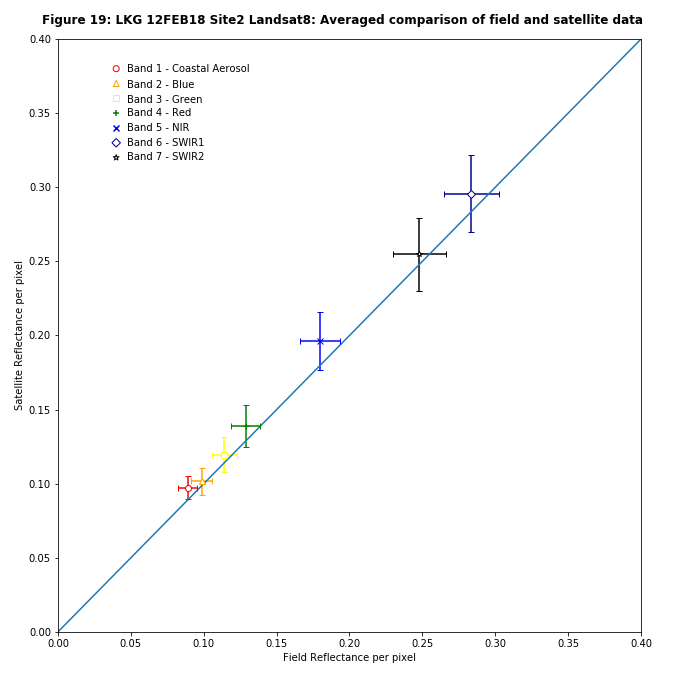 Figure 19: LKG 12FEB18 Site2 Landsat8: Averaged comparison of field and satellite data
0.40
Band 1 - Coastal Aerosol
Band 2 - Blue
Band 3 - Green
Band 4 - Red
Band 5 - NIR
Band 6 - SWIR1
Band 7 - SWIR2
0.35
0.30
0.25
0.20
0.15
0.10
0.05
0.00
Satellite Reflectance per pixel
0.00 0.05 0.10 0.15 0.20 0.25 0.30 0.35 0.40
Field Reflectance per pixel